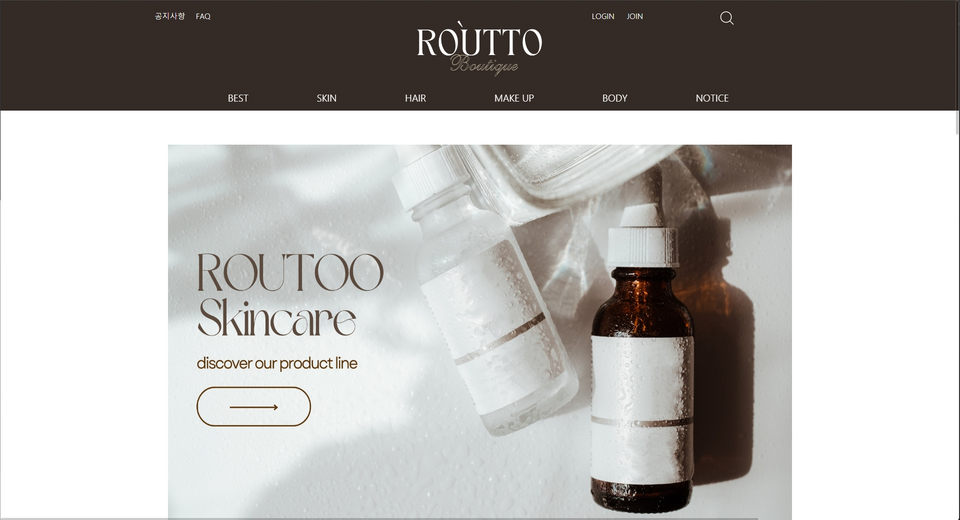 공지사항 FAQ
LOGIN JOIN
ROÙTTO
Boutique
BEST SKIN HAIR MAKE UP BODY NOTICE
ROUTOO
Skincare
discover our product line